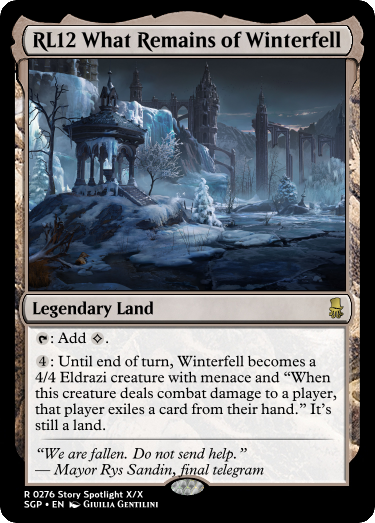 RL12 What Remains of Winterfell
Legendary Land
: Add .
4: Until end of turn, Winterfell becomes a
4/4 Eldrazi creature with menace and “When
this creature deals combat damage to a player,
that player exiles a card from their hand.” It’s
still a land.
“We are fallen. Do not send help.”
— Mayor Rys Sandin, final telegram
R 0276 Story Spotlight X/X
SGP • EN Giuilia Gentilini